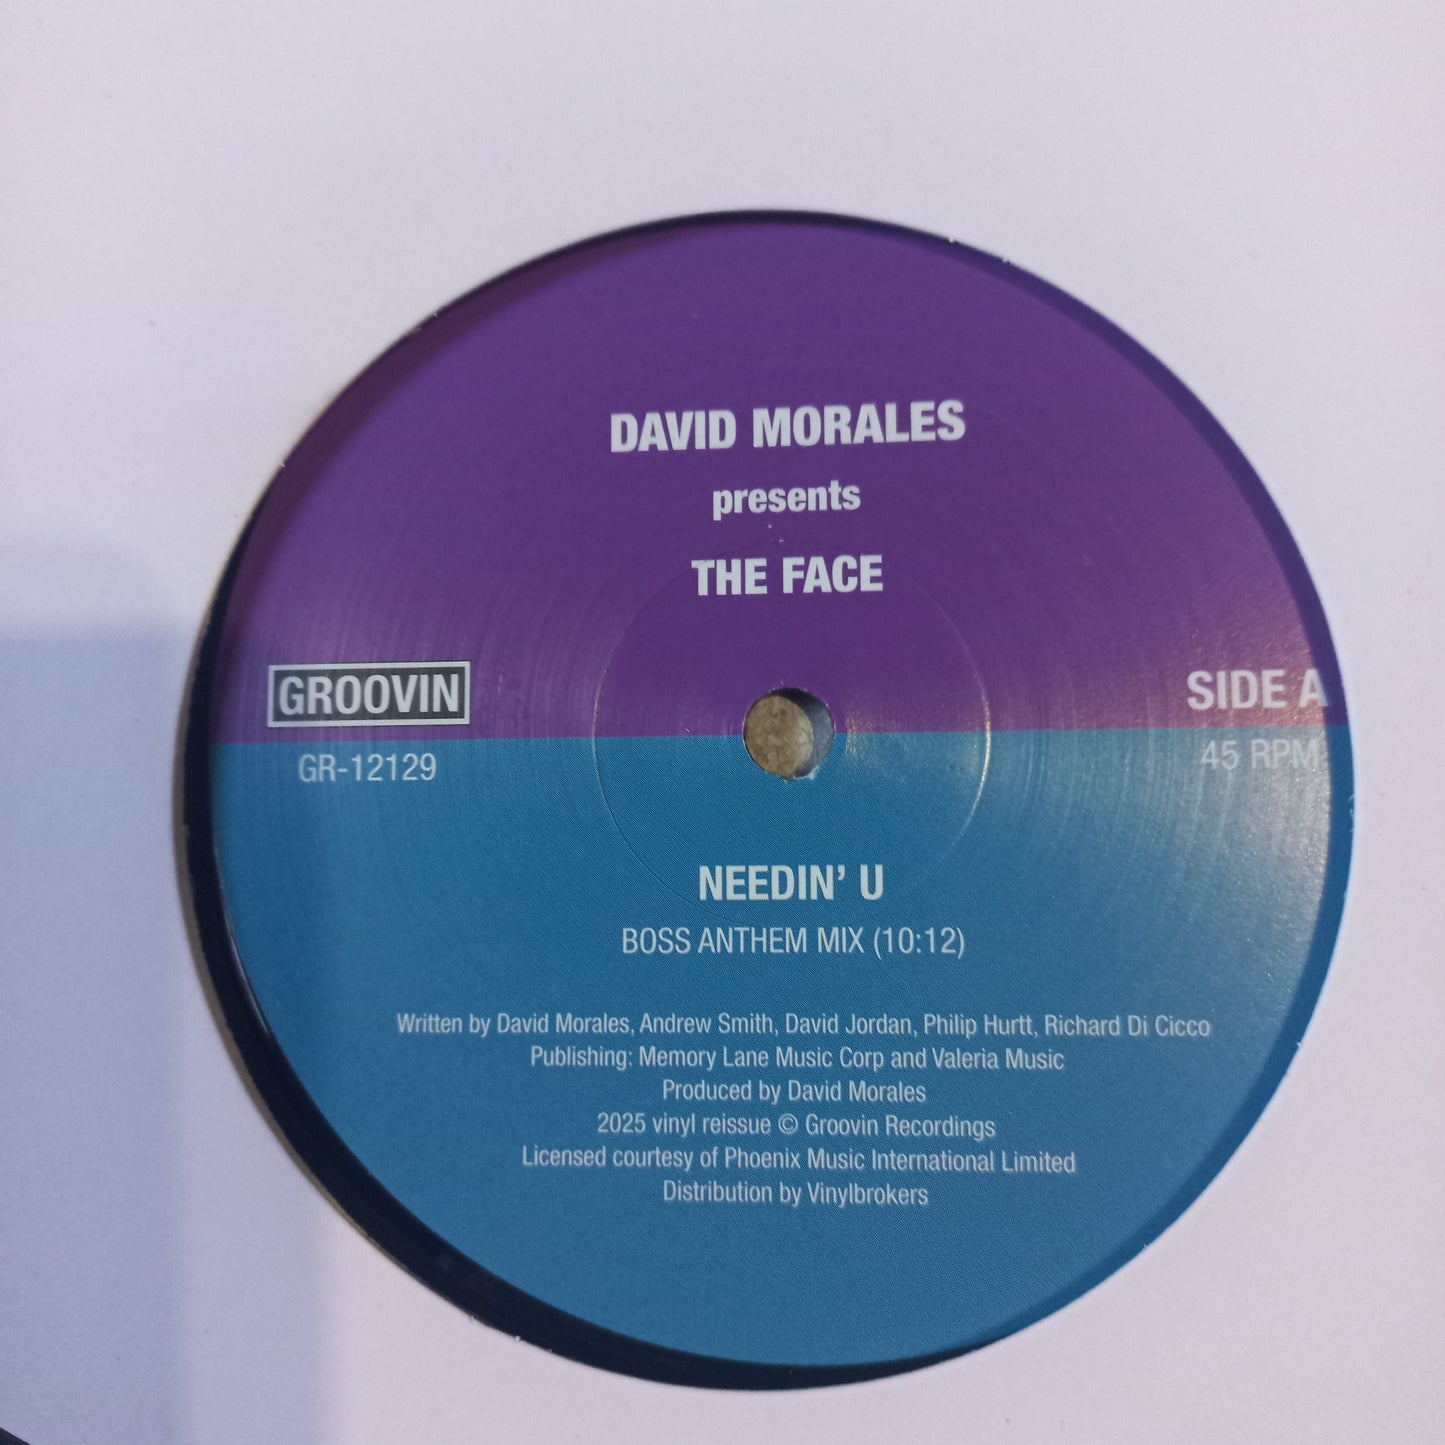 DAVID MORALES
presents
THE FACE
GROOVIN
SIDE A
GR-12129
45 RPM
NEEDIN' U
BOSS ANTHEM MIX (10:12)
Written by David Morales, Andrew Smith, David Jordan, Philip Hurtt, Richard Di Cicco
Publishing: Memory Lane Music Corp and Valeria Music
Produced by David Morales
2025 vinyl reissue © Groovin Recordings
Licensed courtesy of Phoenix Music International Limited
Distribution by Vinylbrokers